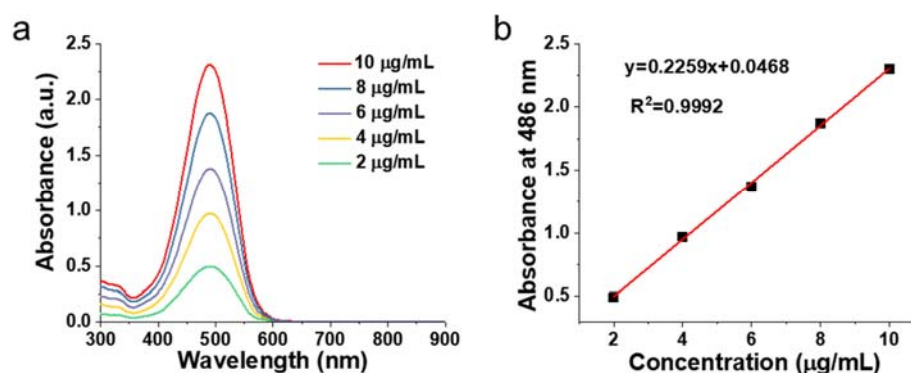 a
2.5
2.0
1.5
1.0
0.5
0.0
Absorbance (a.u.)
300 400 500 600 700 800 900
Wavelength (nm)
10 μg/mL
8 μg/mL
6 μg/mL
4 μg/mL
2 μg/mL
b
2.5
2.0
1.5
1.0
0.5
Absorbance at 486 nm
2 4 6 8 10
Concentration (μg/mL)
y=0.2259x+0.0468
R²=0.9992